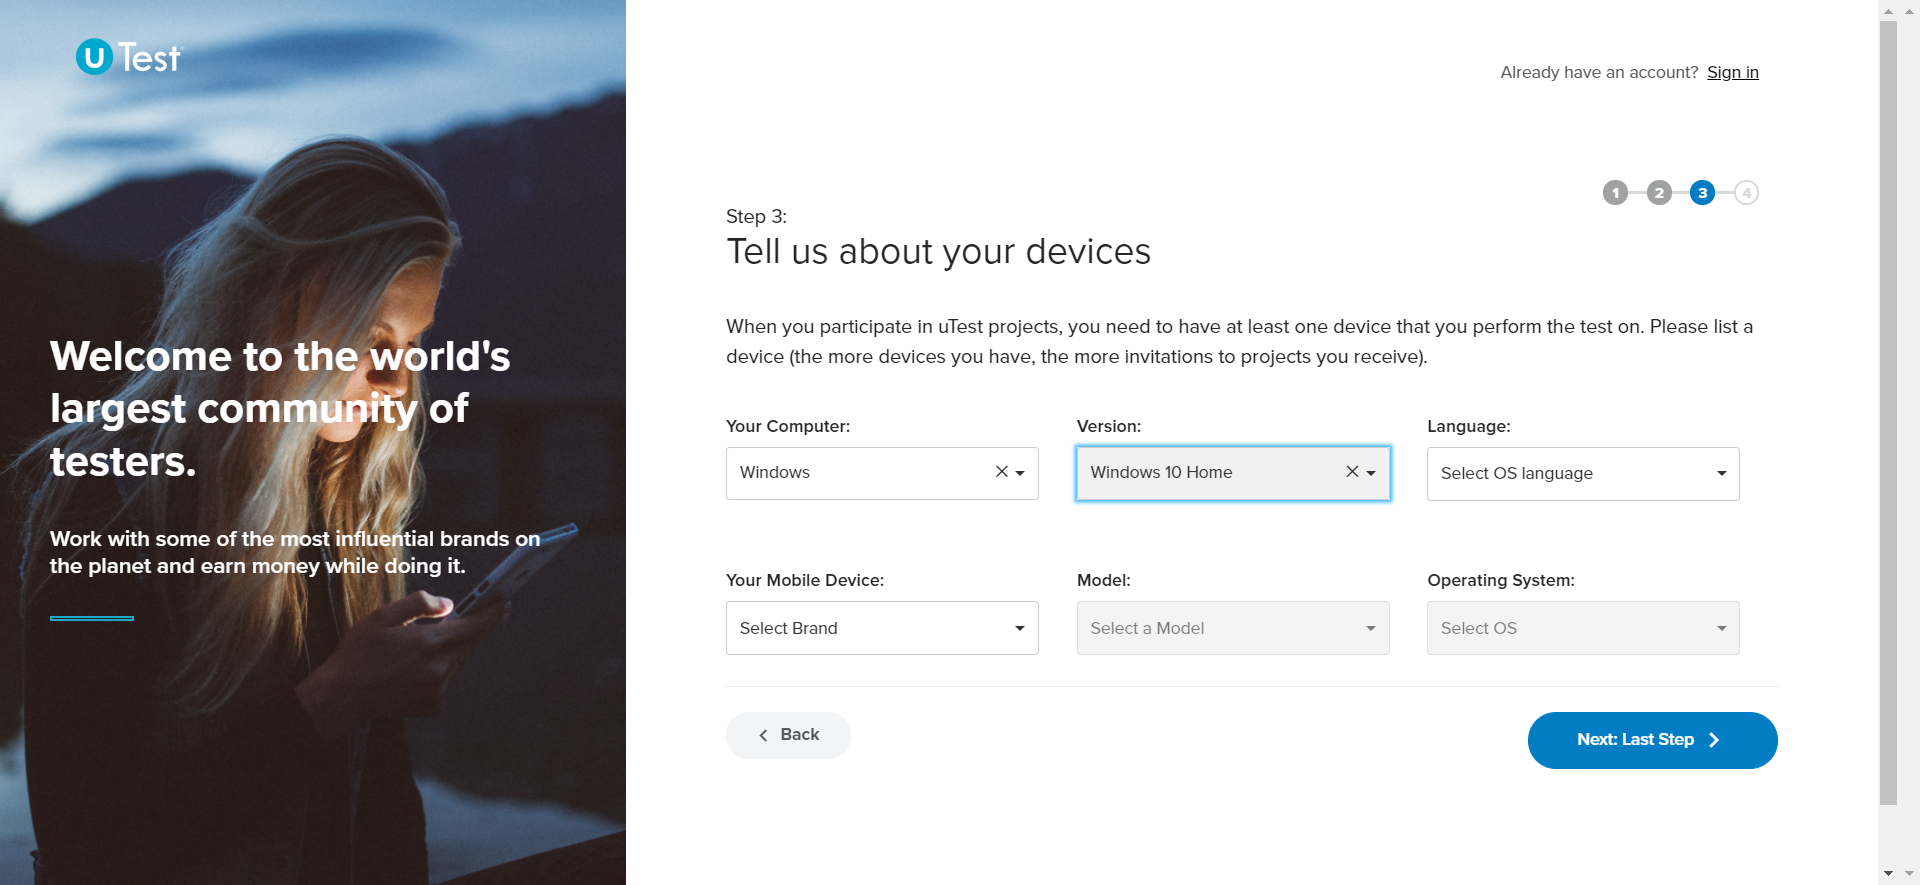 U Test
Already have an account? Sign in
1 2 3 4
Step 3:
Tell us about your devices
When you participate in uTest projects, you need to have at least one device that you perform the test on. Please list a
device (the more devices you have, the more invitations to projects you receive).
Welcome to the world's
largest community of
testers.
Work with some of the most influential brands on
the planet and earn money while doing it.
Your Computer: Version: Language:
Windows Windows 10 Home Select OS language
Your Mobile Device: Model: Operating System:
Select Brand Select a Model Select OS
Back Next: Last Step